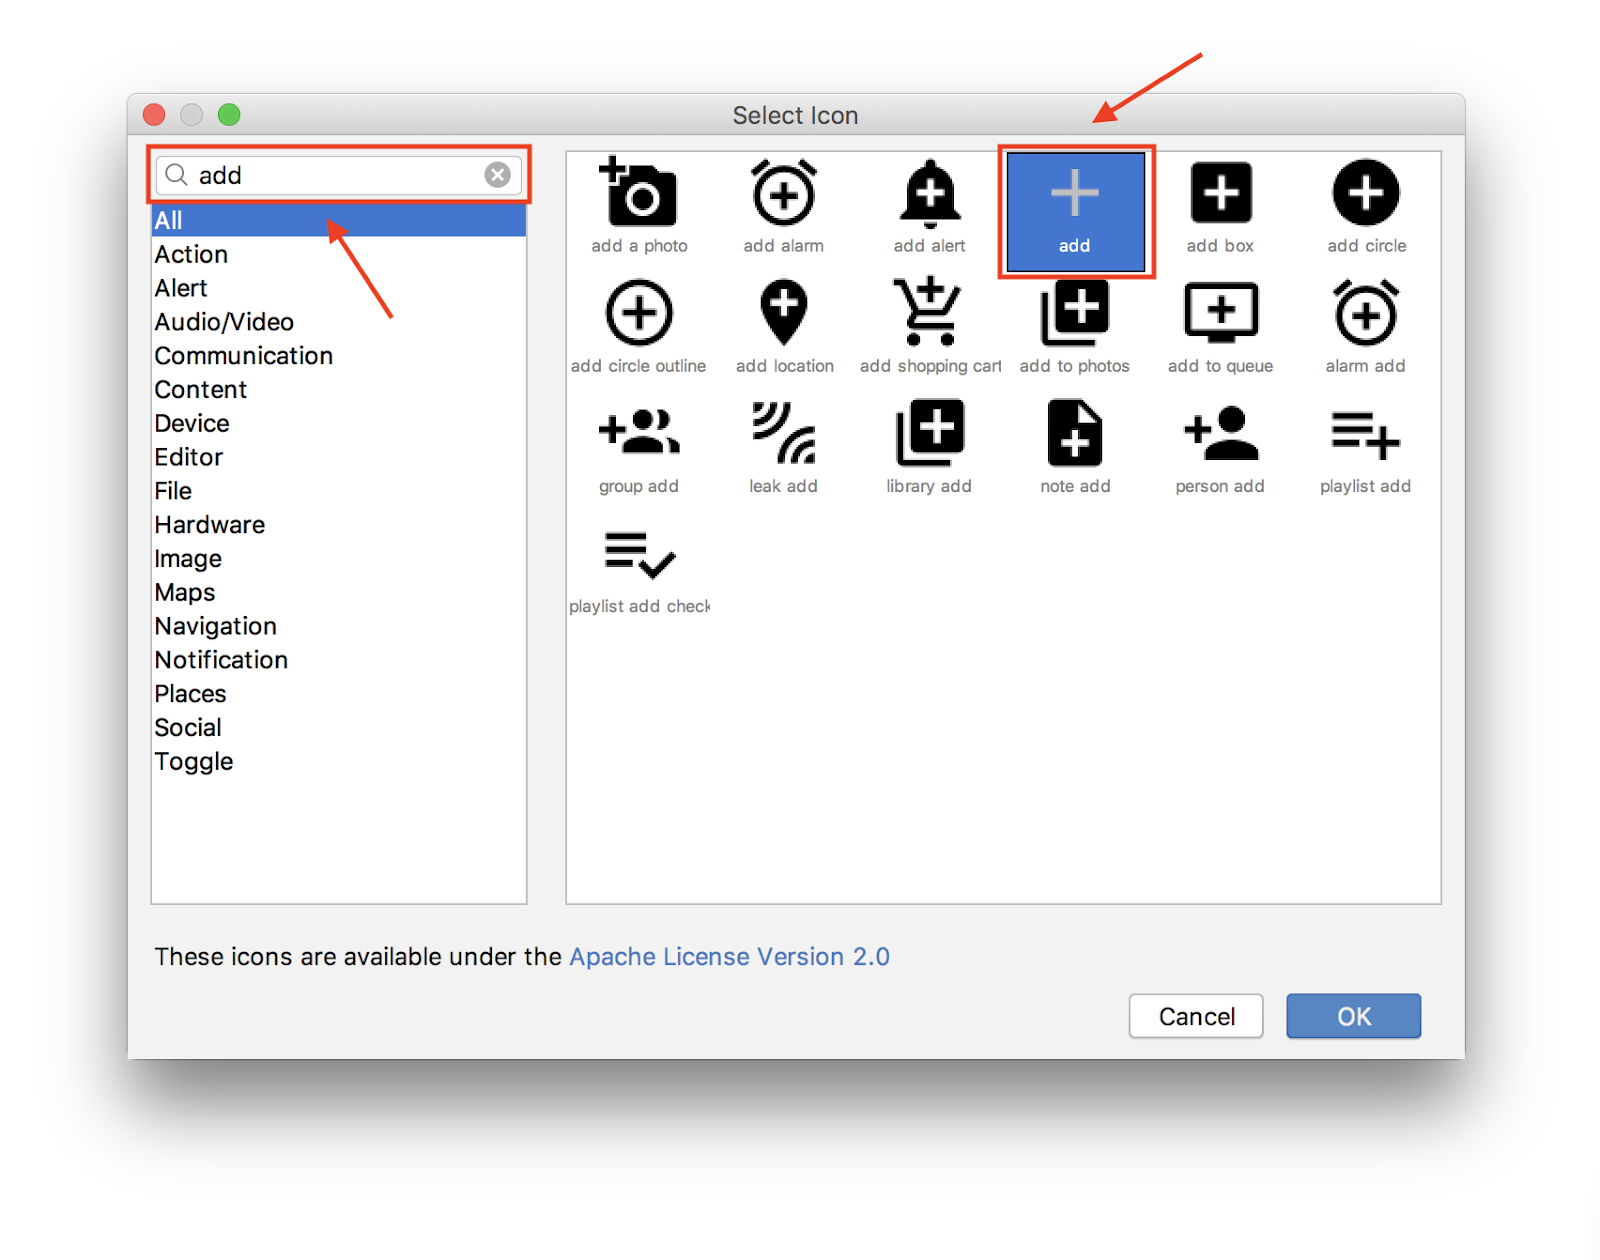 Select Icon
add
All
Action
Alert
Audio/Video
Communication
Content
Device
Editor
File
Hardware
Image
Maps
Navigation
Notification
Places
Social
Toggle
add a photo
add alarm
add alert
add
add box
add circle
add circle outline
add location
add shopping cart
add to photos
add to queue
alarm add
group add
leak add
library add
note add
person add
playlist add
playlist add check
These icons are available under the Apache License Version 2.0
Cancel
OK